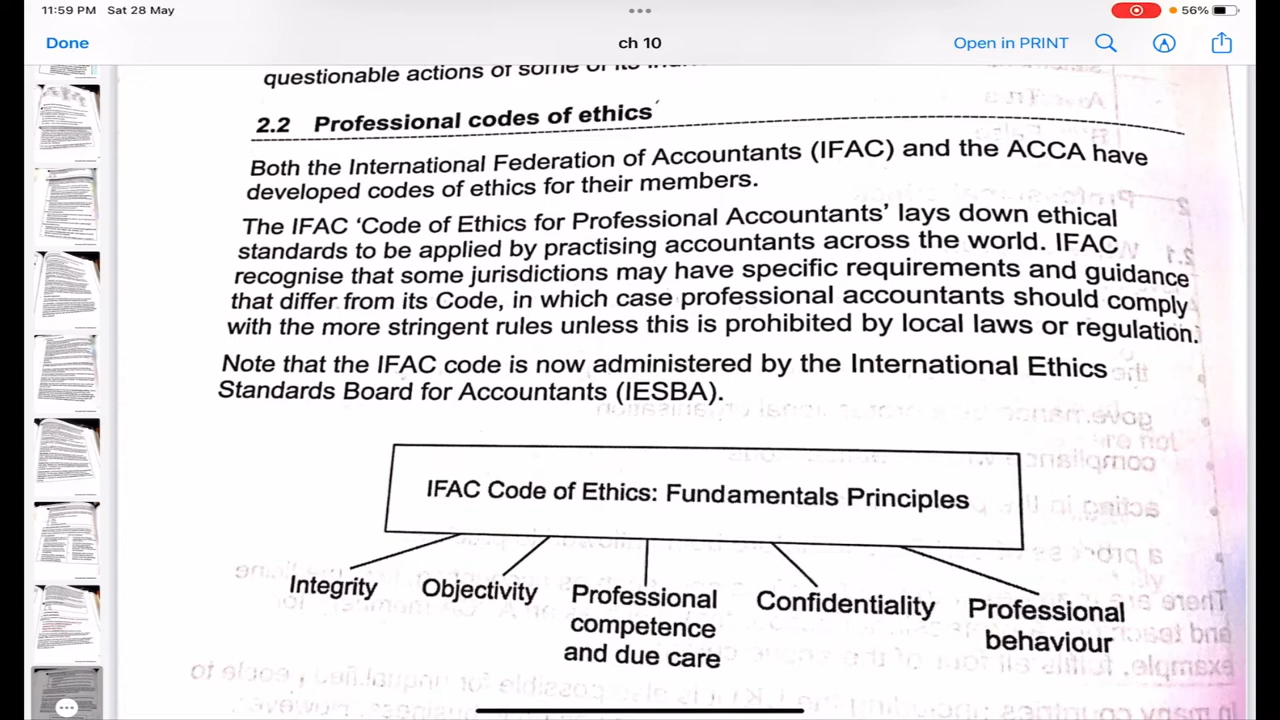 11:59 PM Sat 28 May
56%
Done
ch 10
Open in PRINT
questionable actions of some of its
2.2 Professional codes of ethics
Both the International Federation of Accountants (IFAC) and the ACCA have
developed codes of ethics for their members.
The IFAC ‘Code of Ethics for Professional Accountants’ lays down ethical
standards to be applied by practising accountants across the world. IFAC
recognise that some jurisdictions may have specific requirements and guidance
that differ from its Code, in which case professional accountants should comply
with the more stringent rules unless this is prohibited by local laws or regulation.
Note that the IFAC code is now administered by the International Ethics
Standards Board for Accountants (IESBA).
IFAC Code of Ethics: Fundamentals Principles
Integrity
Objectivity
Professional
competence
and due care
Confidentiality
Professional
behaviour